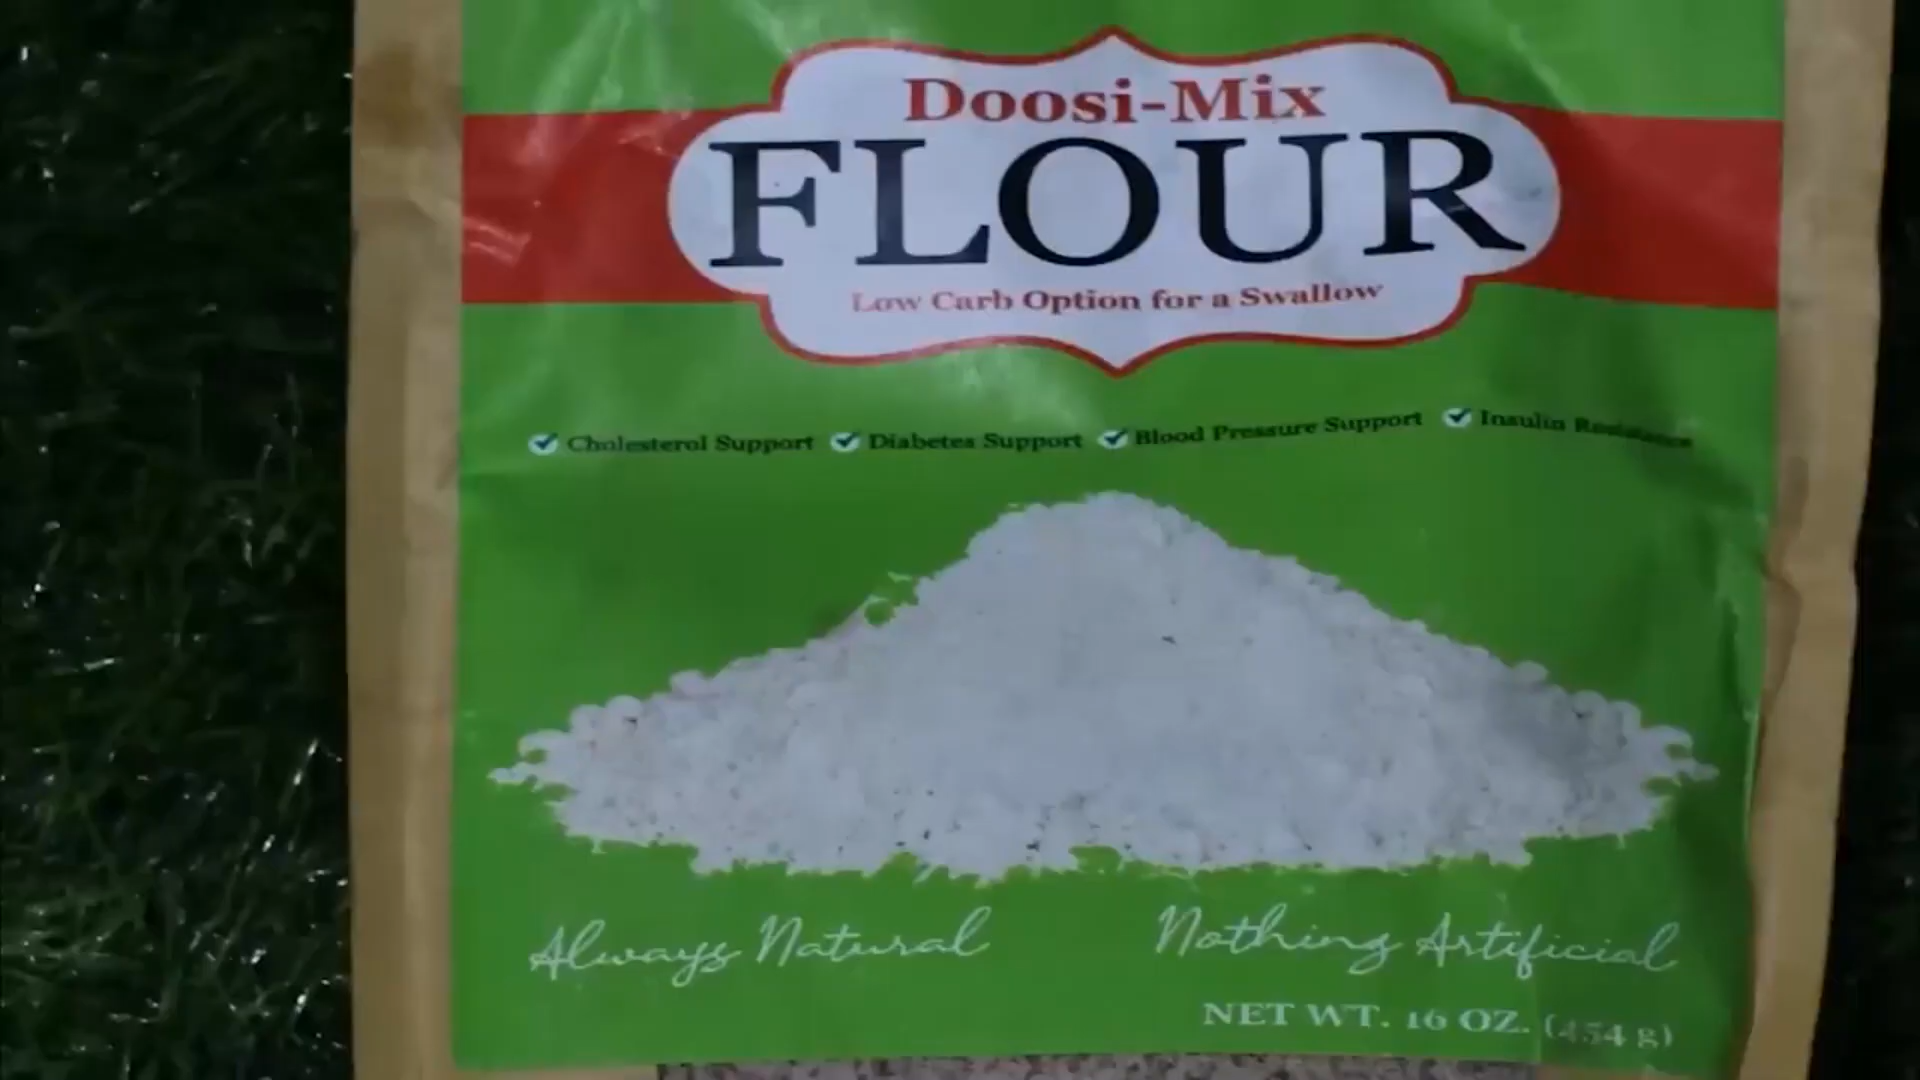 Doosi-Mix
FLOUR
Low Carb Option for a Swallow
Cholesterol Support Diabetes Support Blood Pressure Support Insulin Resistance
Always Natural Nothing Artificial
NET WT. 16 OZ. (454 g)